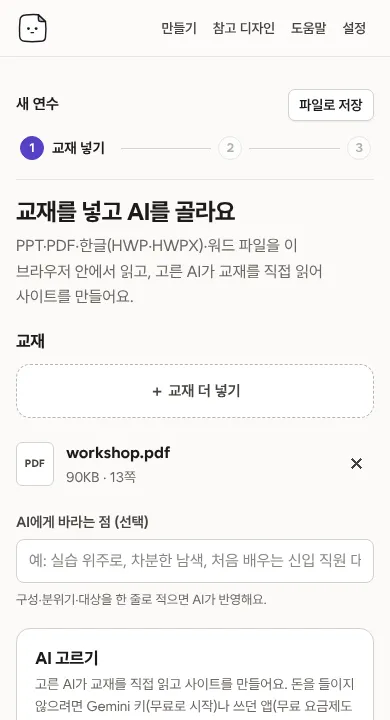 만들기 참고 디자인 도움말 설정
새 연수
파일로 저장
1 교재 넣기 2 3
교재를 넣고 AI를 골라요
PPT·PDF·한글(HWP·HWPX)·워드 파일을 이
브라우저 안에서 읽고, 고른 AI가 교재를 직접 읽어
사이트를 만들어요.
교재
+ 교재 더 넣기
PDF
workshop.pdf
90KB · 13쪽
AI에게 바라는 점 (선택)
예: 실습 위주로, 차분한 남색, 처음 배우는 신입 직원 대
구성·분위기·대상을 한 줄로 적으면 AI가 반영해요.
AI 고르기
고른 AI가 교재를 직접 읽고 사이트를 만들어요. 돈을 들이지
않으려면 Gemini 키(무료로 시작)나 쓰던 앱(무료 요금제도